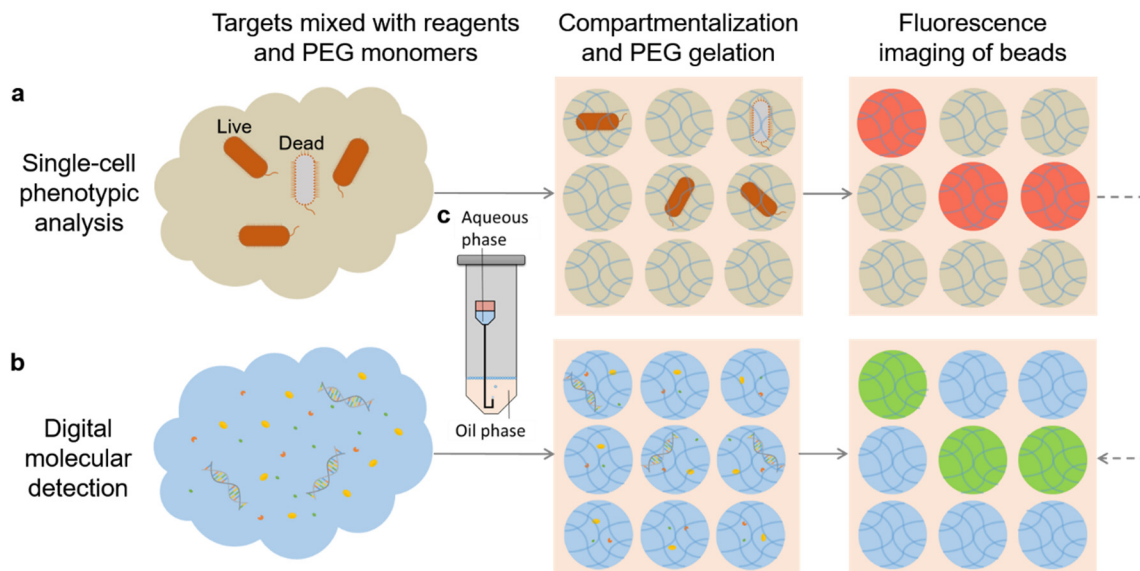 Targets mixed with reagents
and PEG monomers
Compartmentalization
and PEG gelation
Fluorescence
imaging of beads
a
Single-cell
phenotypic
analysis
Live
Dead
c
Aqueous
phase
Oil phase
b
Digital
molecular
detection